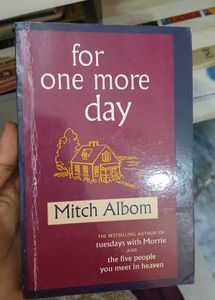 for
one more
day
Mitch Albom
THE BESTSELLING AUTHOR OF
tuesdays with Morrie
AND
the five people
you meet in heaven